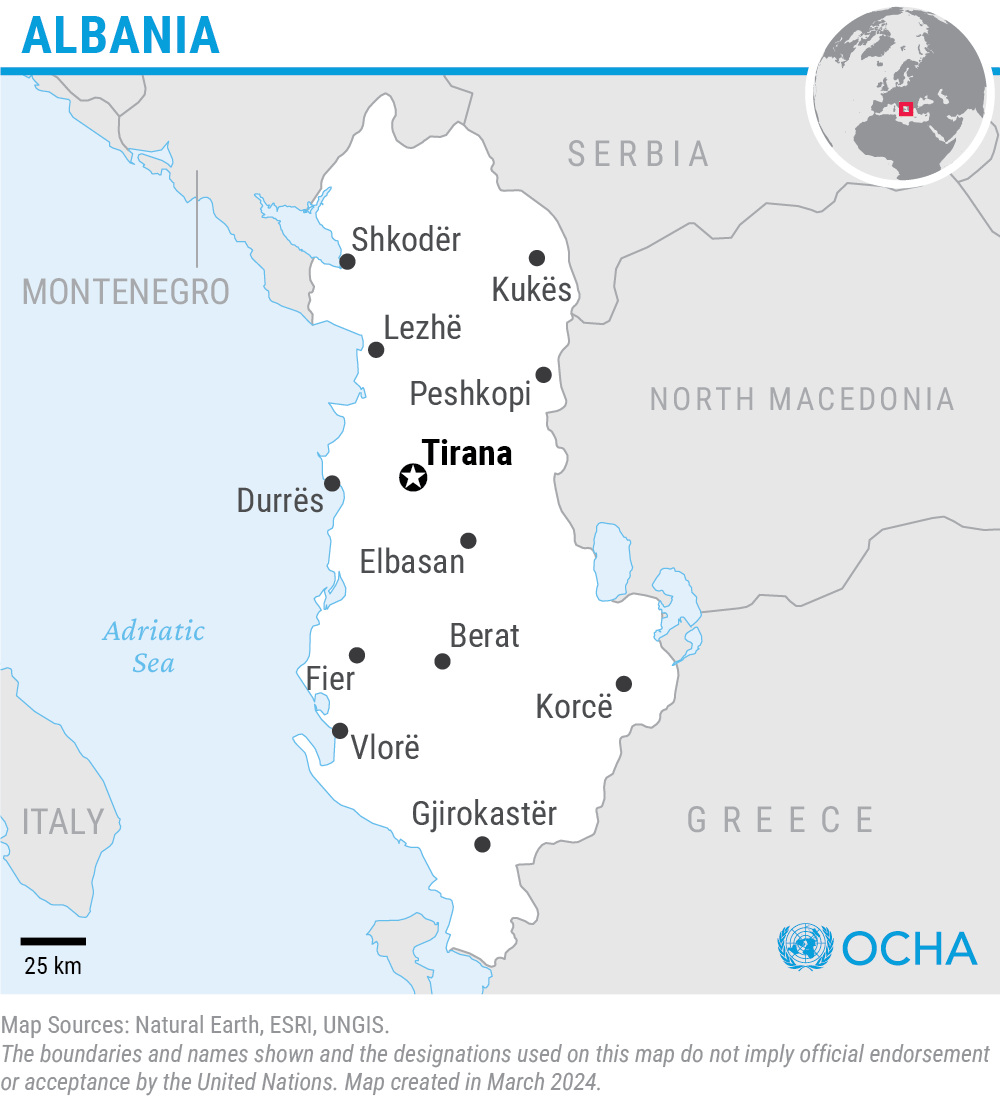 ALBANIA
SERBIA
Shkodër
Kukës
MONTENEGRO
Lezhë
Peshkopi
NORTH MACEDONIA
Tirana
Durrës
Elbasan
Adriatic
Sea
Berat
Fier
Korcë
Vlorë
Gjirokastër
ITALY
GREECE
25 km
OCHA
Map Sources: Natural Earth, ESRI, UNGIS.
The boundaries and names shown and the designations used on this map do not imply official endorsement
or acceptance by the United Nations. Map created in March 2024.